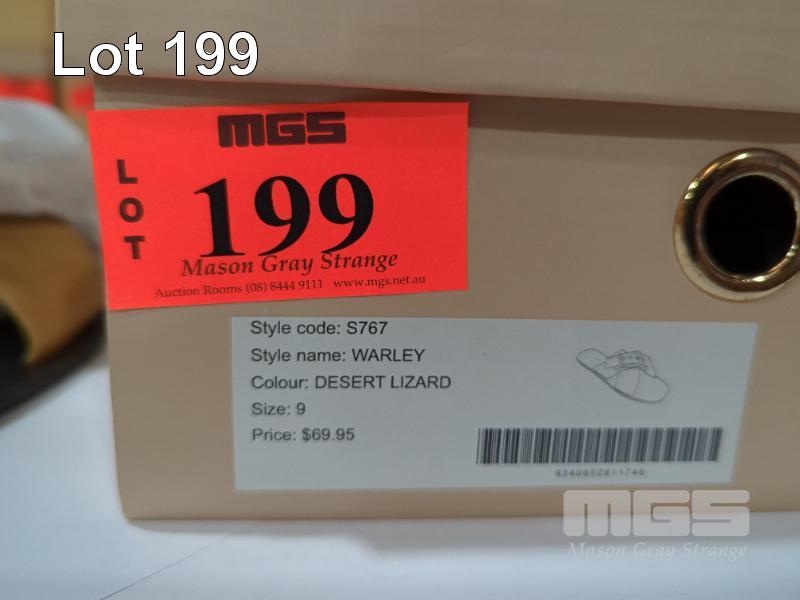 Lot 199
MGS
LOT
199
Mason Gray Strange
Auction Rooms (08) 8444 9111 www.mgs.net.au
Style code: S767
Style name: WARLEY
Colour: DESERT LIZARD
Size: 9
Price: $69.95
MGS
Mason Gray Strange